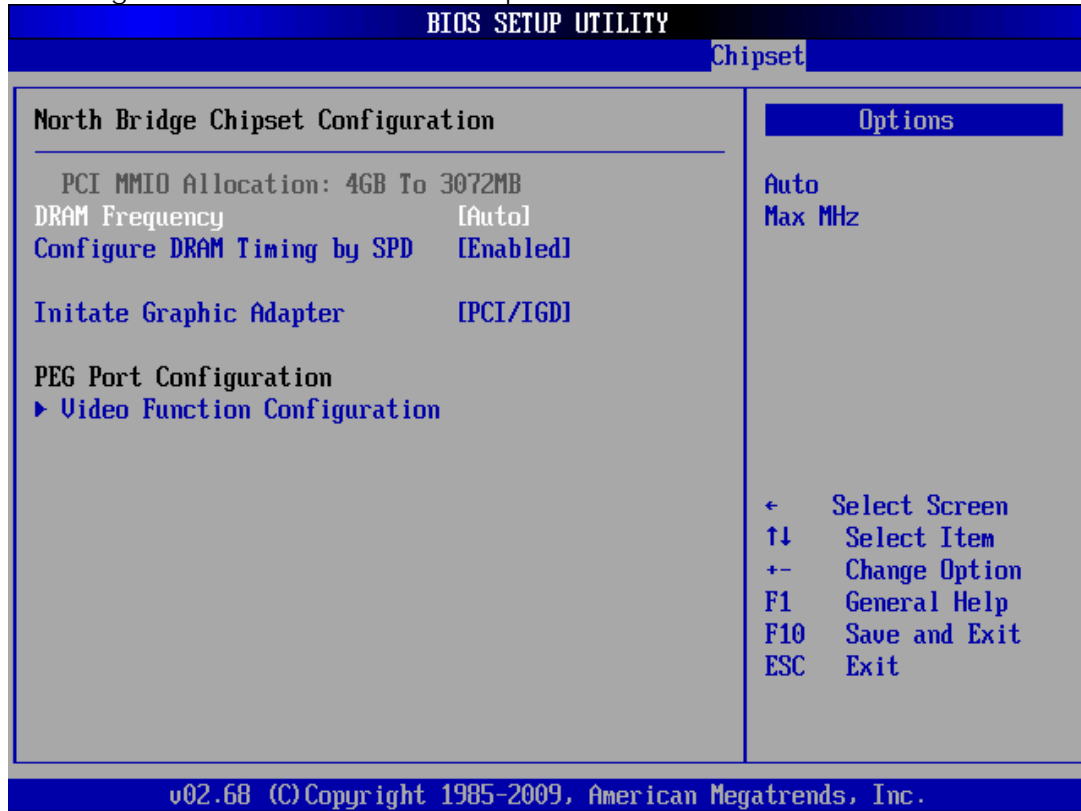 BIOS SETUP UTILITY
Chipset
North Bridge Chipset Configuration
PCI MMIO Allocation: 4GB To 3072MB
DRAM Frequency [Auto]
Configure DRAM Timing by SPD [Enabled]
Initate Graphic Adapter [PCI/IGD]
PEG Port Configuration
► Video Function Configuration
Options
Auto
Max MHz
← Select Screen
↑↓ Select Item
+- Change Option
F1 General Help
F10 Save and Exit
ESC Exit
v02.68 (C)Copyright 1985-2009, American Megatrends, Inc.